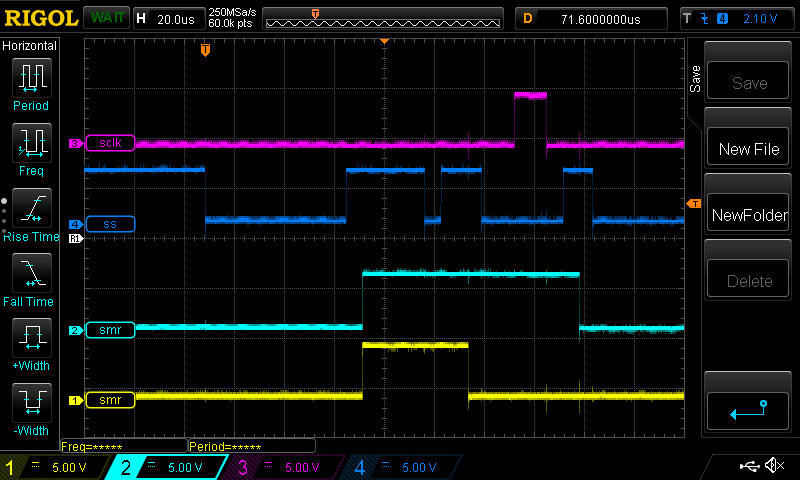 RIGOL WAIT H 20.0us 250MSa/s D 71.6000000us T 4 2.10 V
60.0k pts
T
Horizontal
Period
Freq
Rise Time
Fall Time
+Width
-Width
T
3 sclk
4 ss
R1
2 smr
1 smr
T
Freq=***** Period=*****
Save
Save
New File
NewFolder
Delete
1 5.00 V 2 5.00 V 3 5.00 V 4 5.00 V